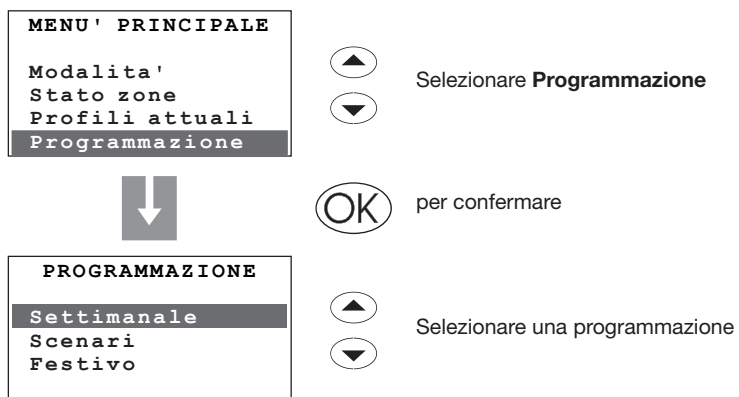 MENU' PRINCIPALE
Modalita'
Stato zone
Profili attuali
Programmazione
Selezionare Programmazione
OK
per confermare
PROGRAMMAZIONE
Settimanale
Scenari
Festivo
Selezionare una programmazione